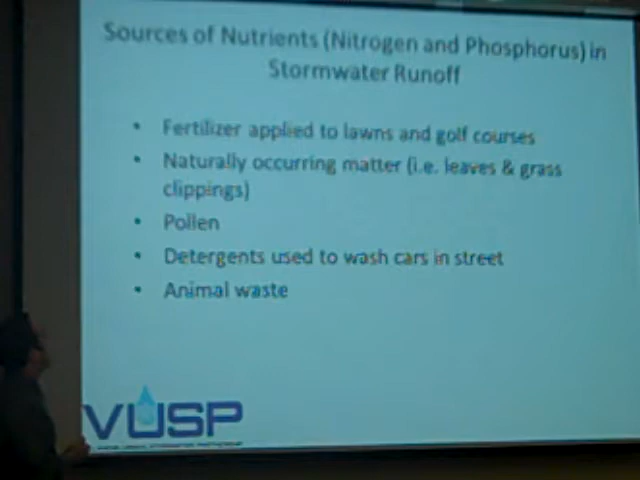 Sources of Nutrients (Nitrogen and Phosphorus) in
Stormwater Runoff
• Fertilizer applied to lawns and golf courses
• Naturally occurring matter (i.e. leaves & grass
clippings)
• Pollen
• Detergents used to wash cars in street
• Animal waste
VUSP